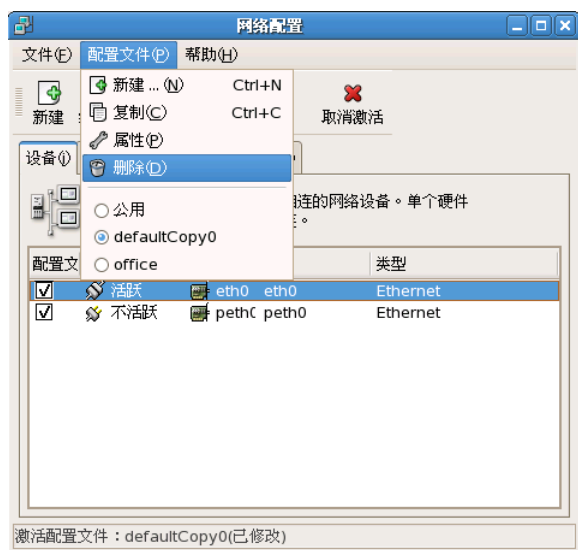 网络配置
文件(F) 配置文件(P) 帮助(H)
新建 ... (N) Ctrl+N
复制(C) Ctrl+C
新建 取消激活
属性(P)
设备(I)
删除(D)
公用
相连的网络设备。单个硬件
defaultCopy0
office
配置文 类型
活跃 eth0 eth0 Ethernet
不活跃 peth0 Ethernet
激活配置文件：defaultCopy0(已修改)